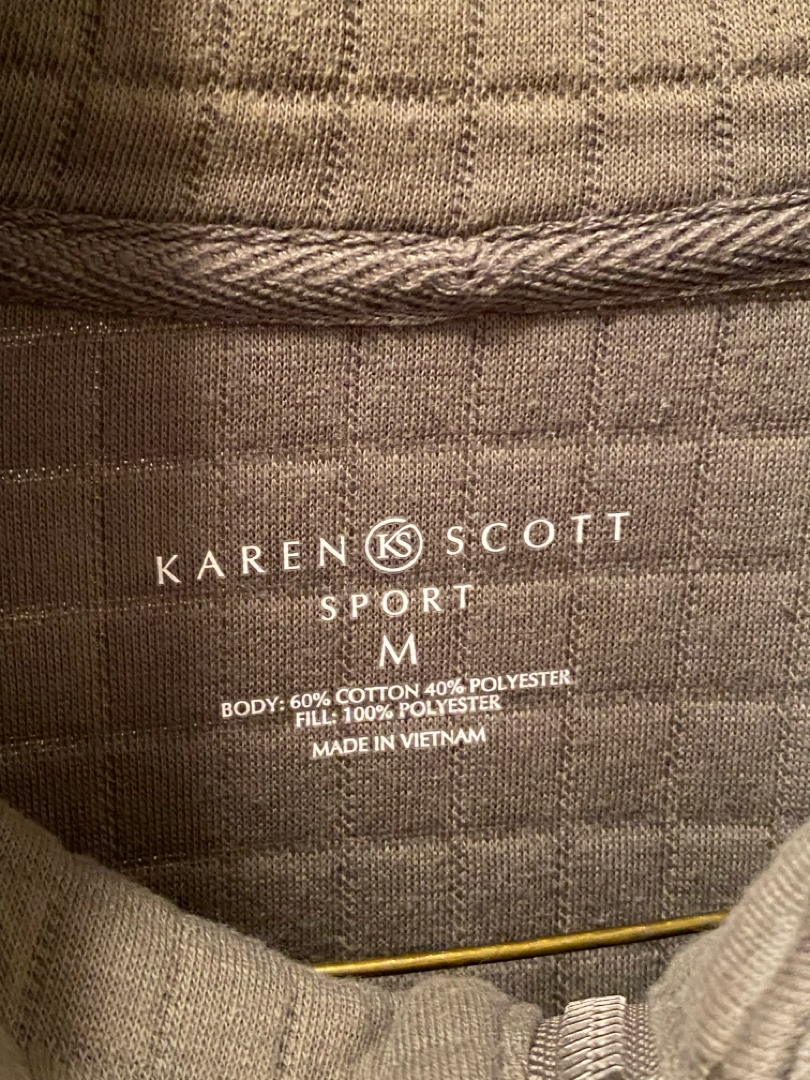 KAREN KS SCOTT
SPORT
M
BODY: 60% COTTON 40% POLYESTER
FILL: 100% POLYESTER
MADE IN VIETNAM